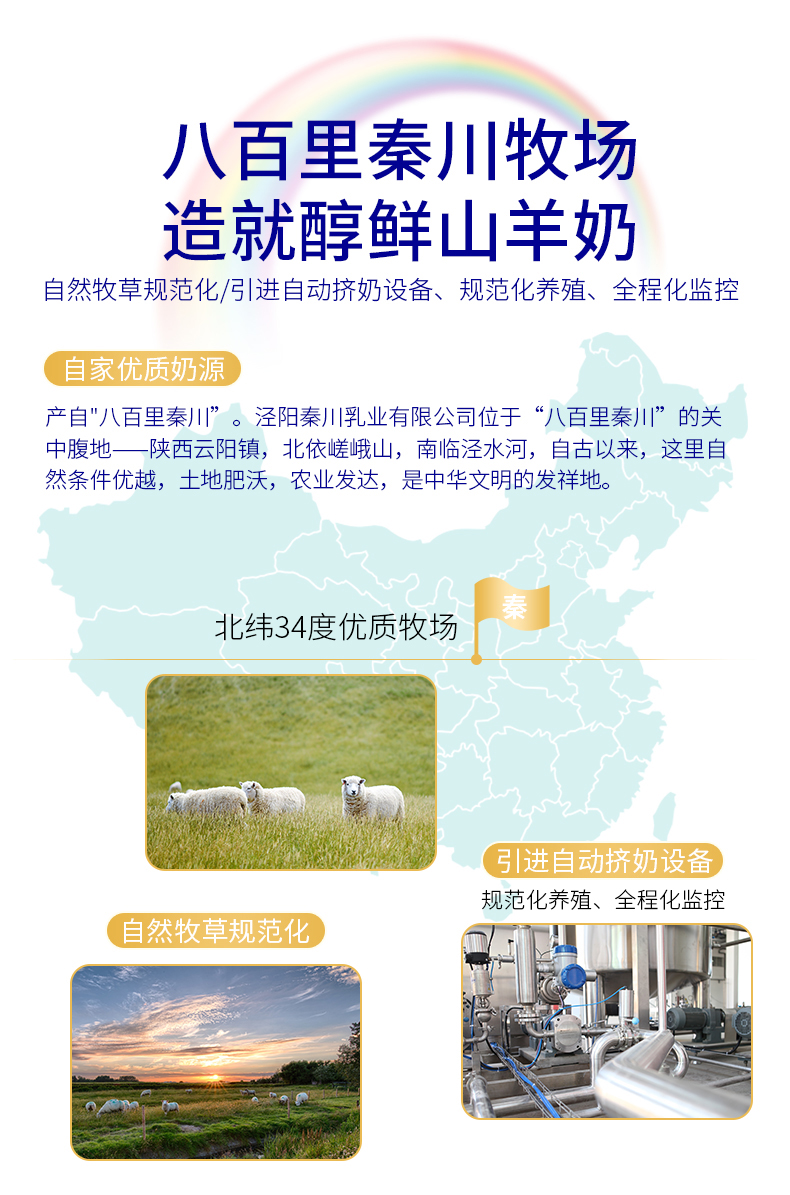 八百里秦川牧场
造就醇鲜山羊奶
自然牧草规范化/引进自动挤奶设备、规范化养殖、全程化监控
自家优质奶源
产自"八百里秦川”。泾阳秦川乳业有限公司位于“八百里秦川”的关
中腹地——陕西云阳镇，北依嵯峨山，南临泾水河，自古以来，这里自
然条件优越，土地肥沃，农业发达，是中华文明的发祥地。
秦
北纬34度优质牧场
引进自动挤奶设备
规范化养殖、全程化监控
自然牧草规范化